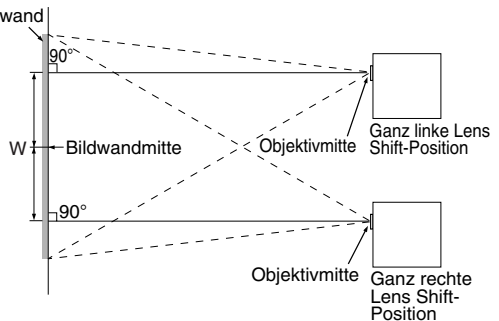 wand
90°
W
Bildwandmitte
Objektivmitte
Ganz linke Lens
Shift-Position
90°
Objektivmitte
Ganz rechte
Lens Shift-
Position